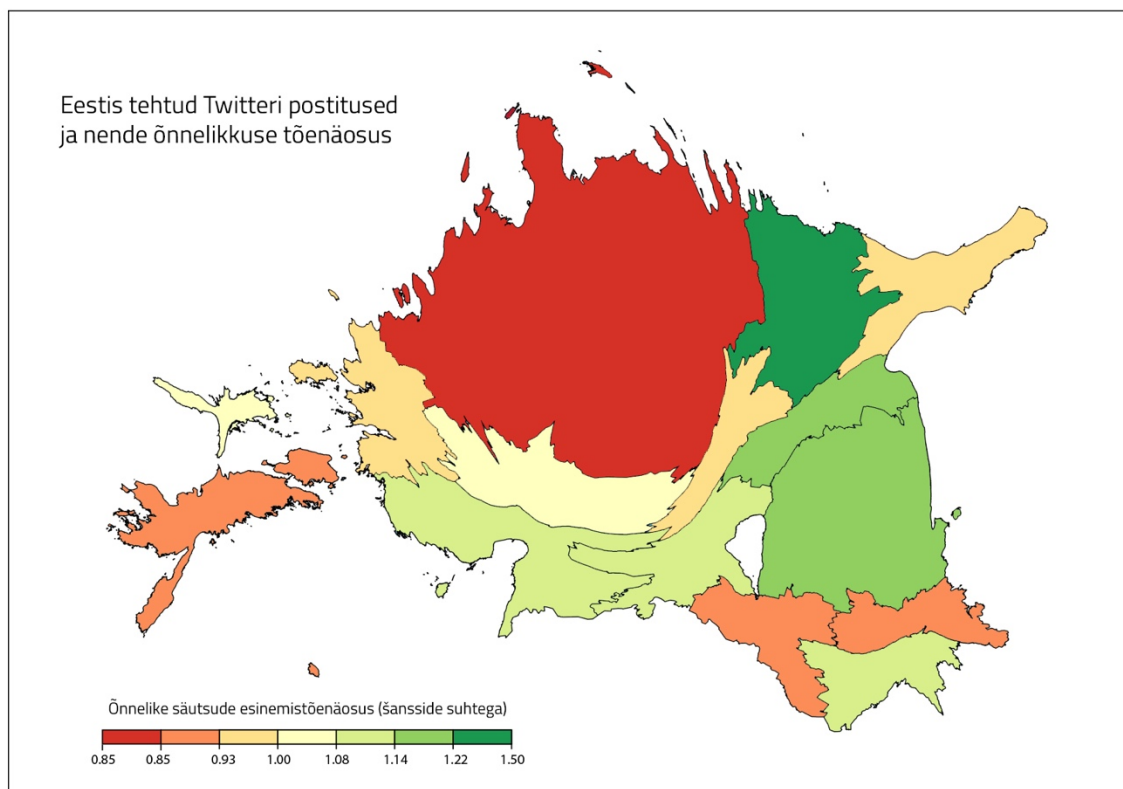 Eestis tehtud Twitteri postitused
ja nende õnnelikkuse tõenäosus
Õnnelike säutsude esinemistõenäosus (šansside suhtega)
0.85 0.85 0.93 1.00 1.08 1.14 1.22 1.50